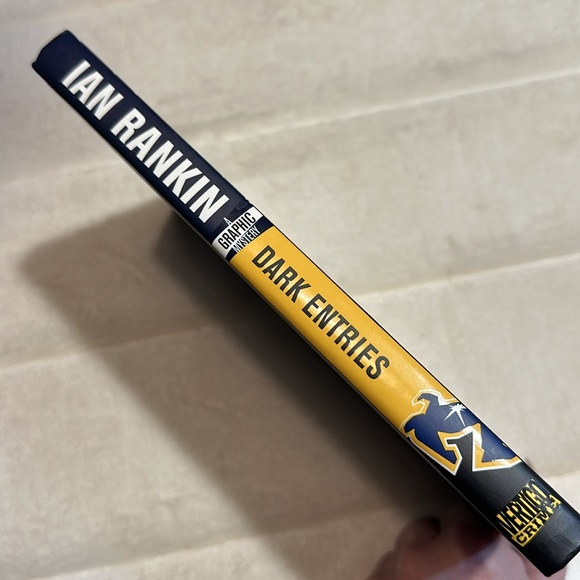 IAN RANKIN
A
GRAPHIC
MYSTERY
DARK ENTRIES
VERTIGO
CRIME